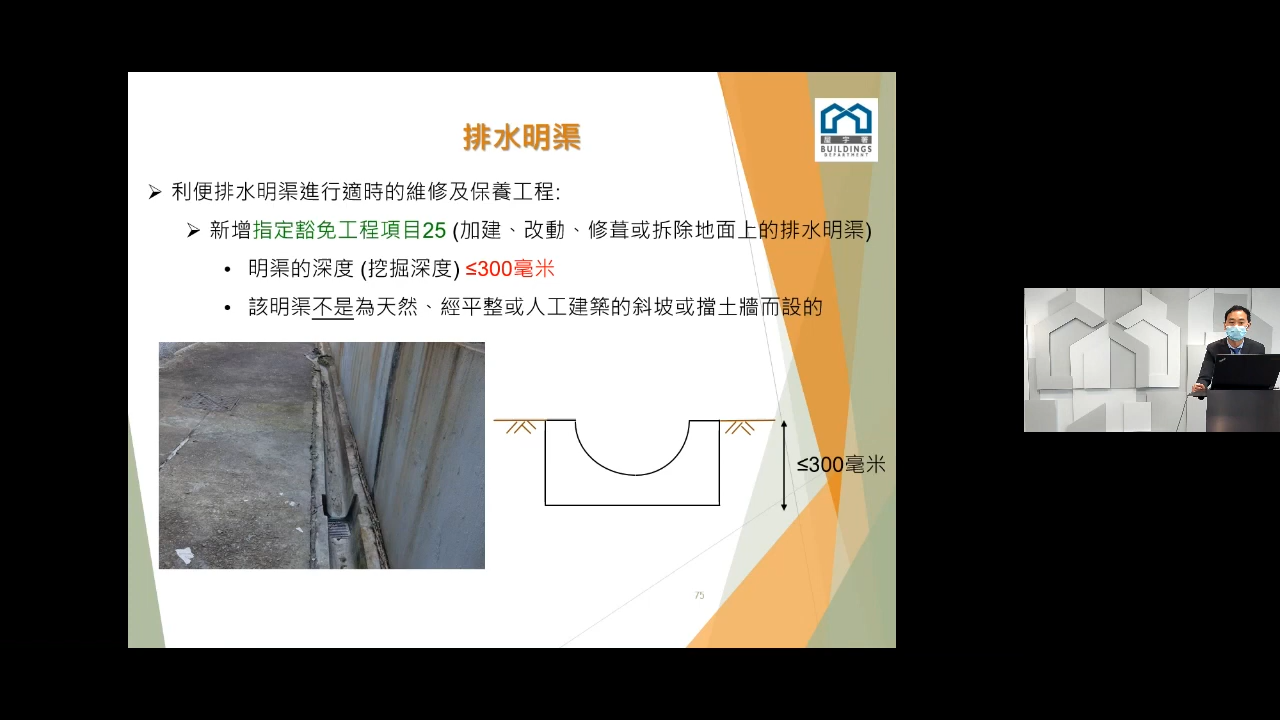 排水明渠
屋宇署
BUILDINGS
DEPARTMENT
➢ 利便排水明渠進行適時的維修及保養工程:
➢ 新增指定豁免工程項目25 (加建、改動、修葺或拆除地面上的排水明渠)
• 明渠的深度 (挖掘深度) ≤300毫米
• 該明渠不是為天然、經平整或人工建築的斜坡或擋土牆而設的
≤300毫米
75